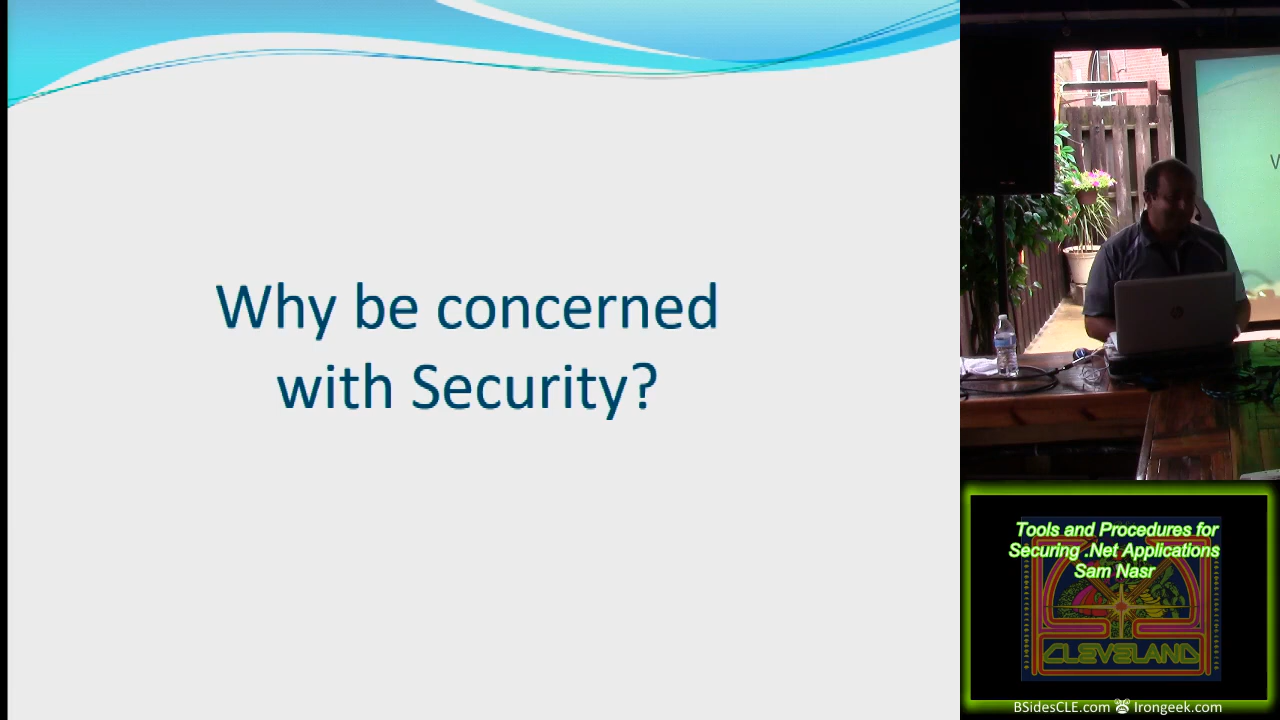 Why be concerned
with Security?
W
Tools and Procedures for
Securing .Net Applications
Sam Nasr
CLEVELAND
BSidesCLE.com Irongeek.com